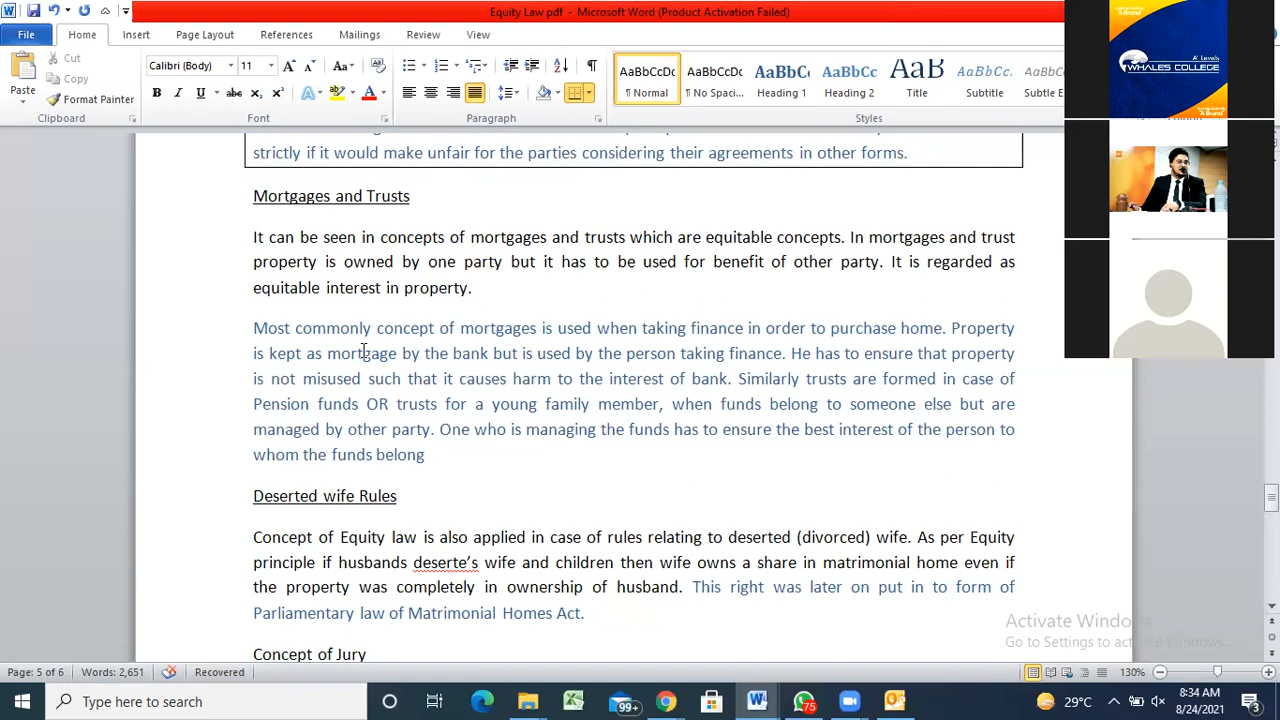 Equity Law pdf - Microsoft Word (Product Activation Failed)
File Home Insert Page Layout References Mailings Review View
Paste
Cut
Copy
Format Painter
Calibri (Body) 11
AaBbCcDc AaBbCcDc AaBbCc AaBbCc AaB AaBbCcDc
¶ Normal ¶ No Spaci... Heading 1 Heading 2 Title Subtitle Subtle E
Clipboard Font Paragraph Styles
A' Levels
WHALES COLLEGE
strictly if it would make unfair for the parties considering their agreements in other forms.
Mortgages and Trusts
It can be seen in concepts of mortgages and trusts which are equitable concepts. In mortgages and trust
property is owned by one party but it has to be used for benefit of other party. It is regarded as
equitable interest in property.
Most commonly concept of mortgages is used when taking finance in order to purchase home. Property
is kept as mortgage by the bank but is used by the person taking finance. He has to ensure that property
is not misused such that it causes harm to the interest of bank. Similarly trusts are formed in case of
Pension funds OR trusts for a young family member, when funds belong to someone else but are
managed by other party. One who is managing the funds has to ensure the best interest of the person to
whom the funds belong
Deserted wife Rules
Concept of Equity law is also applied in case of rules relating to deserted (divorced) wife. As per Equity
principle if husbands deserte's wife and children then wife owns a share in matrimonial home even if
the property was completely in ownership of husband. This right was later on put in to form of
Parliamentary law of Matrimonial Homes Act.
Concept of Jury
Activate Windows
Go to Settings to activate Windows.
Page: 5 of 6 Words: 2,651 Recovered 130%
Type here to search
99+
75
29°C
8:34 AM
8/24/2021
3